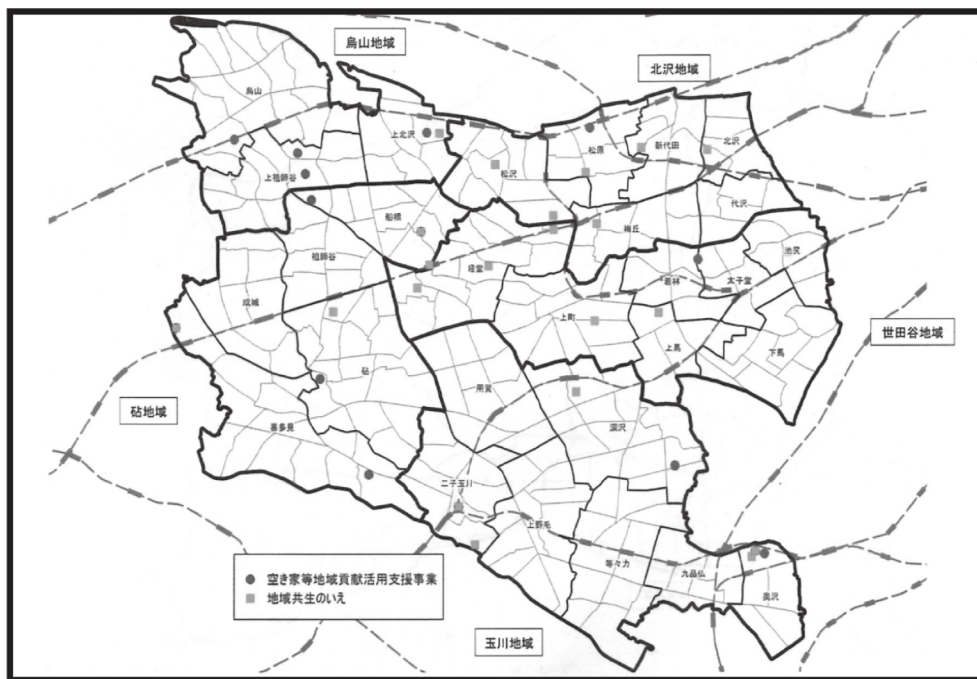 烏山地域
北沢地域
烏山
上北沢
松原
新代田
北沢
松沢
上祖師谷
代沢
船橋
梅丘
池尻
祖師谷
経堂
若林
太子堂
成城
上町
上馬
下馬
世田谷地域
砧
用賀
砧地域
喜多見
深沢
二子玉川
上野毛
等々力
九品仏
奥沢
空き家等地域貢献活用支援事業
地域共生のいえ
玉川地域